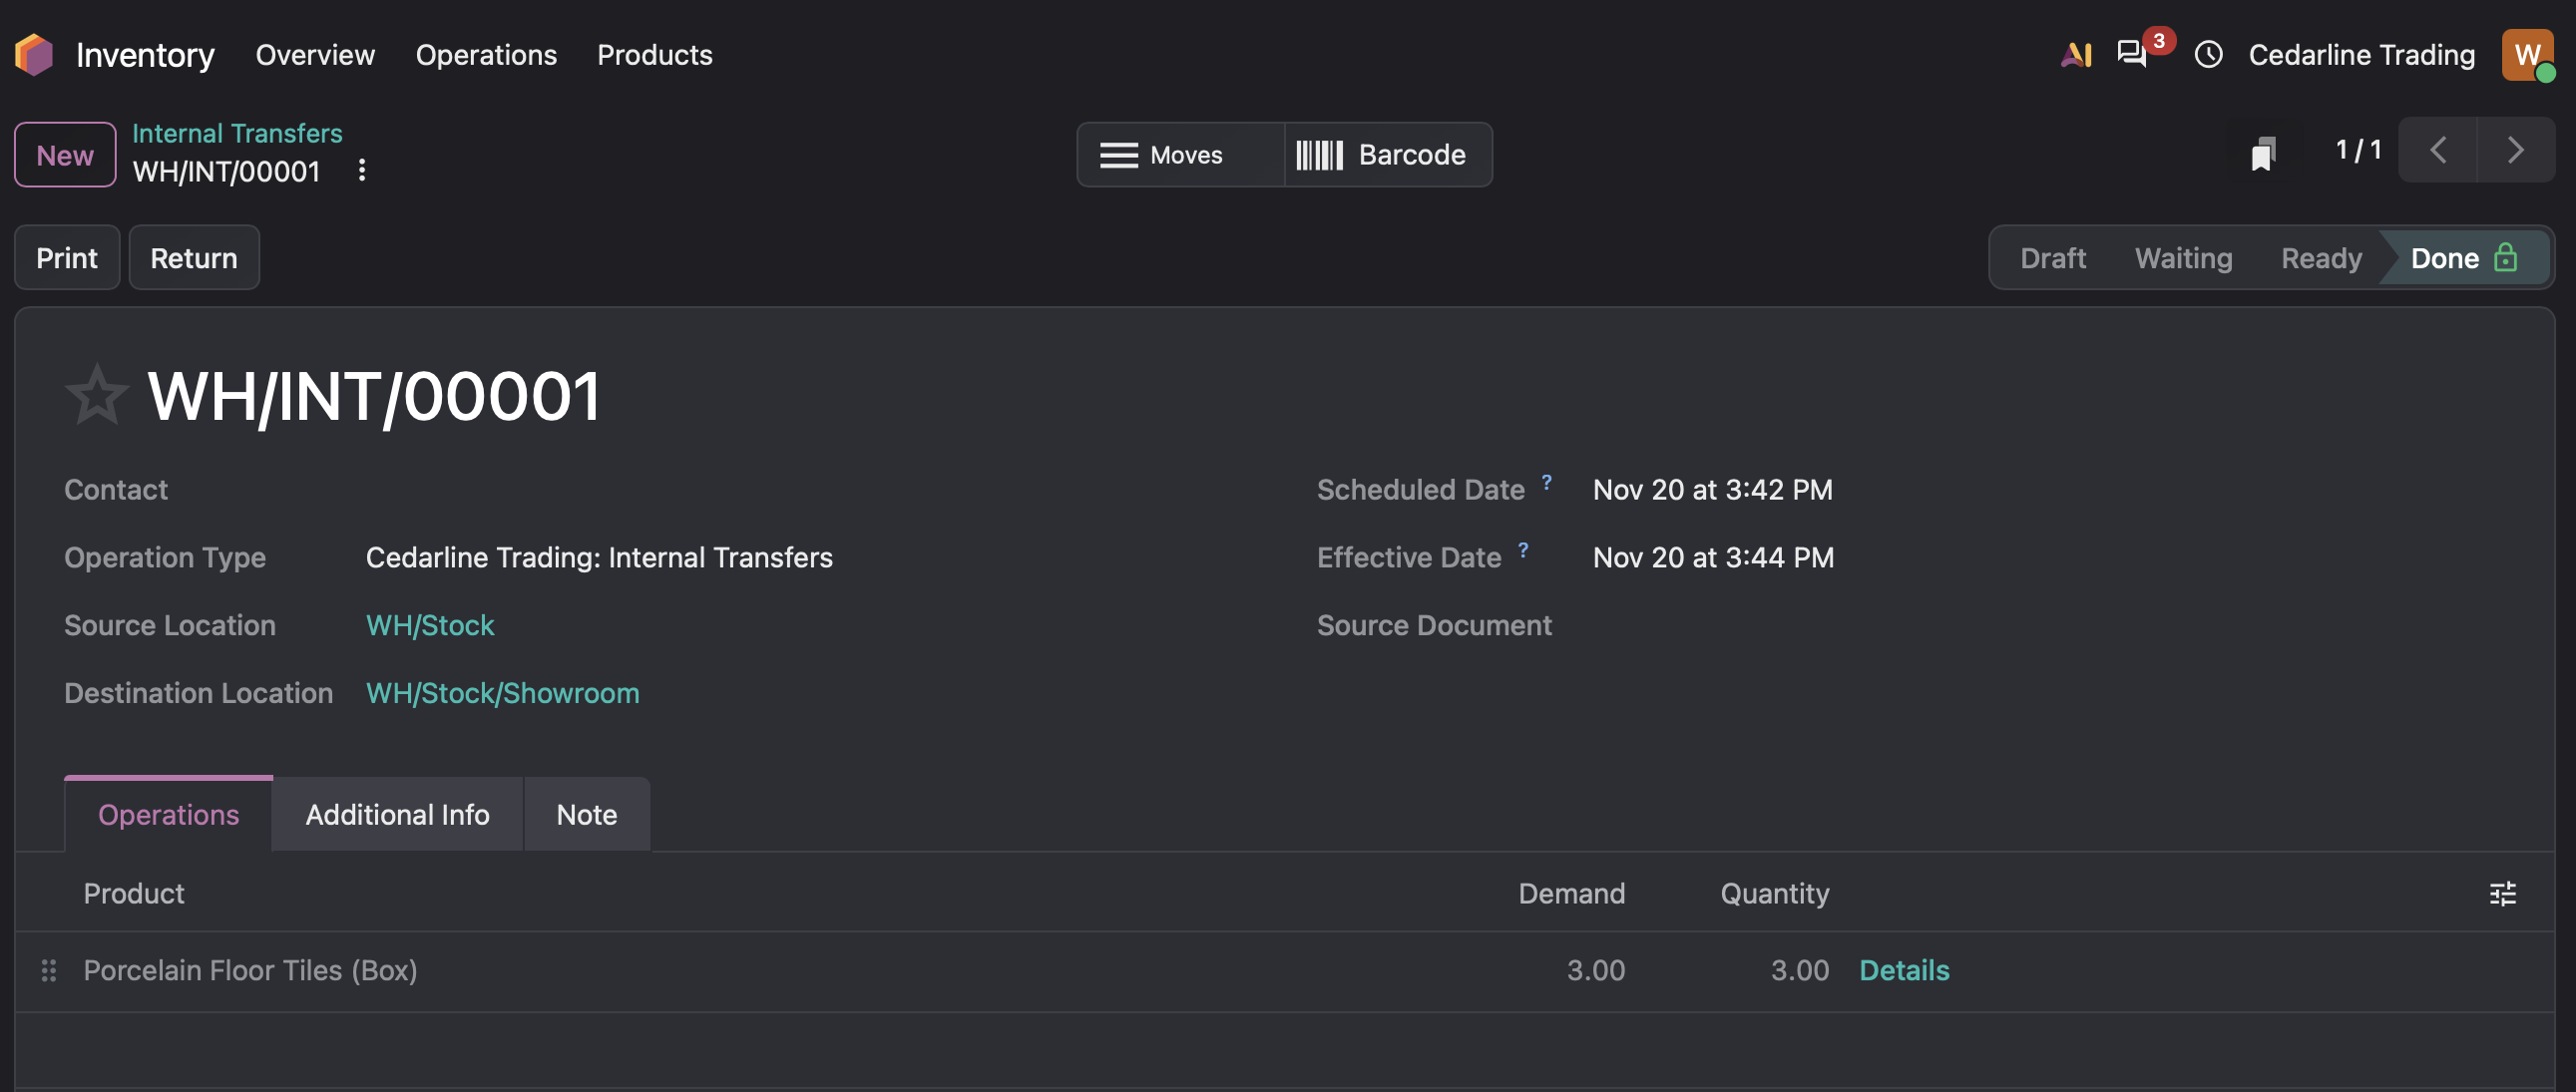 Inventory Overview Operations Products AI 3 Cedarline Trading W
New Internal Transfers
WH/INT/00001
Moves Barcode 1 / 1
Print Return Draft Waiting Ready Done
WH/INT/00001
Contact
Scheduled Date ? Nov 20 at 3:42 PM
Operation Type Cedarline Trading: Internal Transfers
Effective Date ? Nov 20 at 3:44 PM
Source Location WH/Stock
Source Document
Destination Location WH/Stock/Showroom
Operations Additional Info Note
Product Demand Quantity
Porcelain Floor Tiles (Box) 3.00 3.00 Details